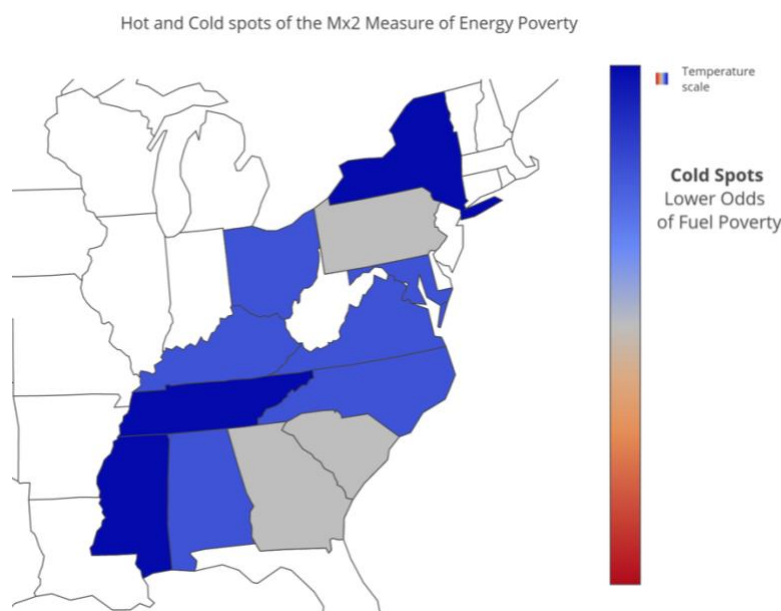 Hot and Cold spots of the Mx2 Measure of Energy Poverty
Temperature
scale
Cold Spots
Lower Odds
of Fuel Poverty